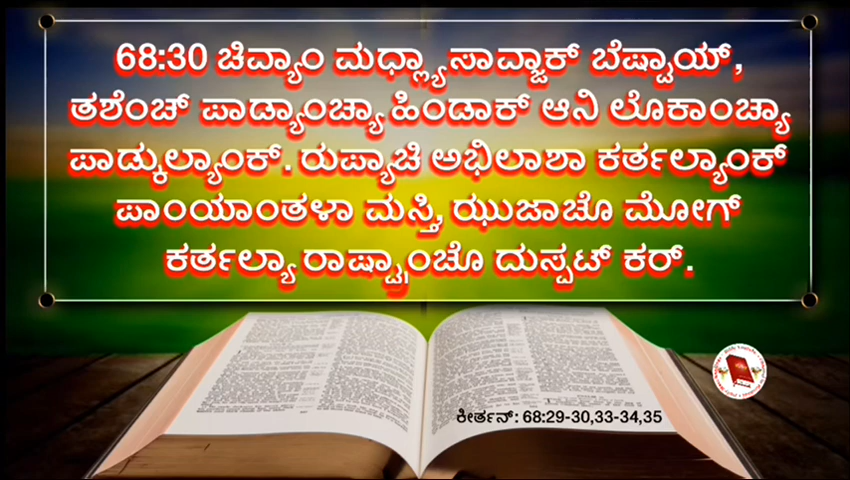 68:30 ಚಿವ್ಯಾಂ ಮಧ್ಲ್ಯಾ ಸಾವ್ಜಾಕ್ ಬೆಷ್ಟಾಯ್,
ತಶೆಂಚ್ ಪಾಡ್ಯಾಂಚ್ಯಾ ಹಿಂಡಾಕ್ ಆನಿ ಲೊಕಾಂಚ್ಯಾ
ಪಾಡ್ಕುಲ್ಯಾಂಕ್. ರುಪ್ಯಾಚಿ ಅಭಿಲಾಶಾ ಕರ್ತಲ್ಯಾಂಕ್
ಪಾಂಯಾಂತಳಾ ಮಸ್ತಿ, ಝುಜಾಚೊ ಮೋಗ್
ಕರ್ತಲ್ಯಾ ರಾಷ್ಟ್ರಾಂಚೊ ದುಸ್ಪಟ್ ಕರ್.
ಕೀರ್ತನ್: 68:29-30,33-34,35